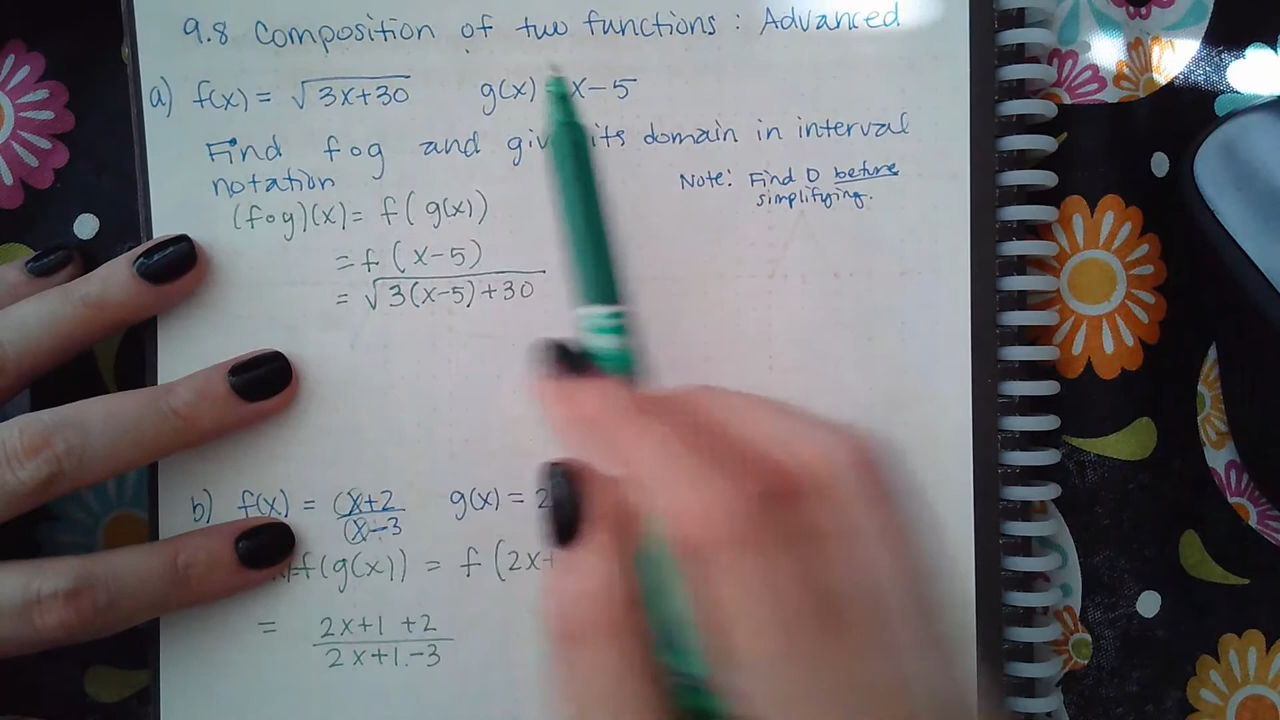 9.8 Composition of two functions : Advanced
a) f(x) = √3x+30 g(x) = x-5
Find f∘g and its domain in interval
notation
Note: Find D before
simplifying.
(f∘g)(x) = f(g(x))
= f(x-5)
= √3(x-5)+30
b) f(x) = (x+2)/(x-3) g(x) = 2
f(g(x)) = f(2x+
= (2x+1+2)/(2x+1-3)